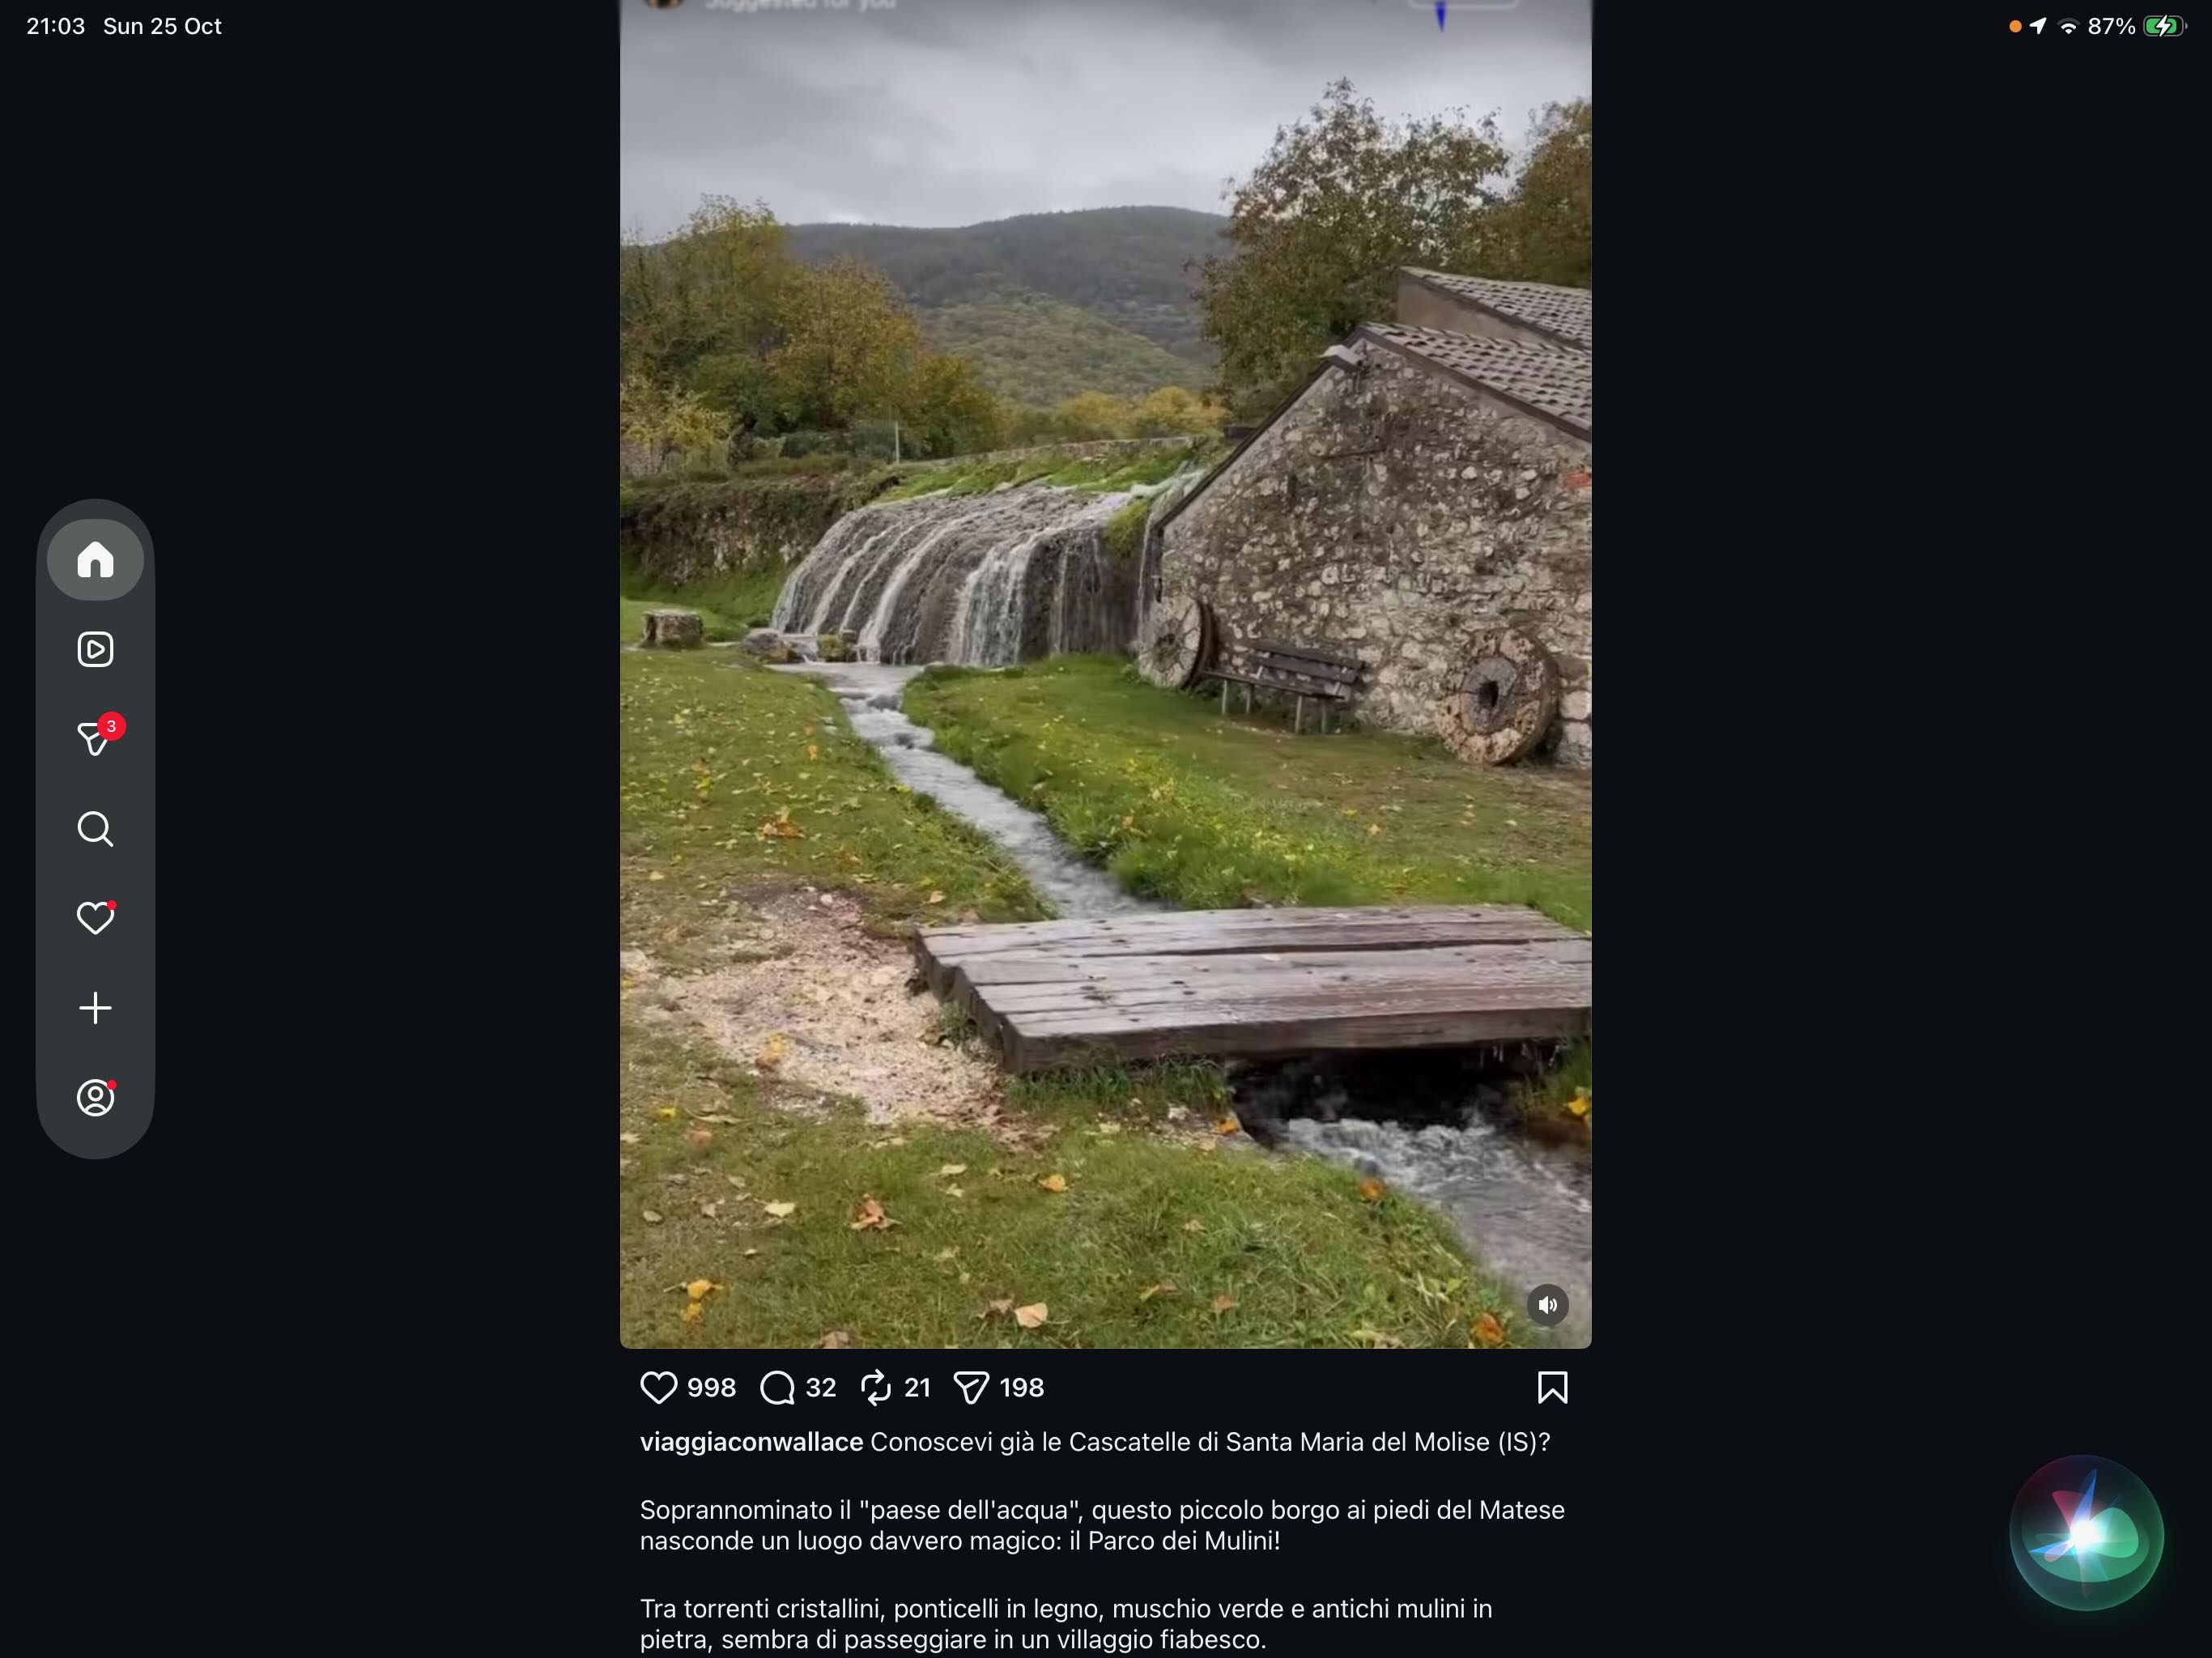 21:03 Sun 25 Oct
87%
Suggested for you
3
998 32 21 198
viaggiaconwallace Conoscevi già le Cascatelle di Santa Maria del Molise (IS)?
Soprannominato il "paese dell'acqua", questo piccolo borgo ai piedi del Matese
nasconde un luogo davvero magico: il Parco dei Mulini!
Tra torrenti cristallini, ponticelli in legno, muschio verde e antichi mulini in
pietra, sembra di passeggiare in un villaggio fiabesco.